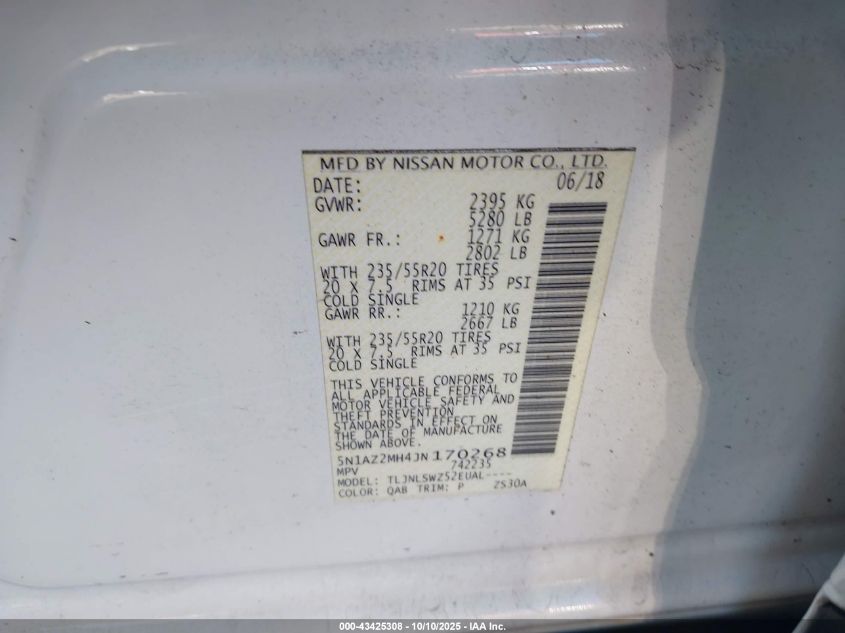 MFD BY NISSAN MOTOR CO., LTD.
DATE: 06/18
GVWR: 2395 KG
5280 LB
GAWR FR.: 1271 KG
2802 LB
WITH 235/55R20 TIRES
20 X 7.5 RIMS AT 35 PSI
COLD SINGLE
GAWR RR.: 1210 KG
2667 LB
WITH 235/55R20 TIRES
20 X 7.5 RIMS AT 35 PSI
COLD SINGLE
THIS VEHICLE CONFORMS TO
ALL APPLICABLE FEDERAL
MOTOR VEHICLE SAFETY AND
THEFT PREVENTION
STANDARDS IN EFFECT ON
THE DATE OF MANUFACTURE
SHOWN ABOVE.
5N1AZ2MH4JN170268
MPV 742235
MODEL: TLJNLSWZ52EUAL----
COLOR: QAB TRIM: P ZS30A
000-43425308 - 10/10/2025 - IAA Inc.